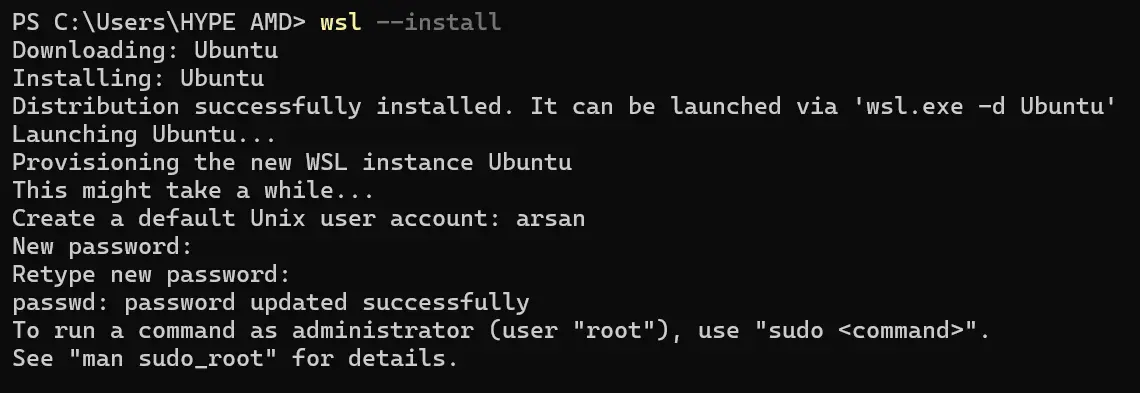 PS C:\Users\HYPE AMD> wsl --install
Downloading: Ubuntu
Installing: Ubuntu
Distribution successfully installed. It can be launched via 'wsl.exe -d Ubuntu'
Launching Ubuntu...
Provisioning the new WSL instance Ubuntu
This might take a while...
Create a default Unix user account: arsan
New password:
Retype new password:
passwd: password updated successfully
To run a command as administrator (user "root"), use "sudo <command>".
See "man sudo_root" for details.